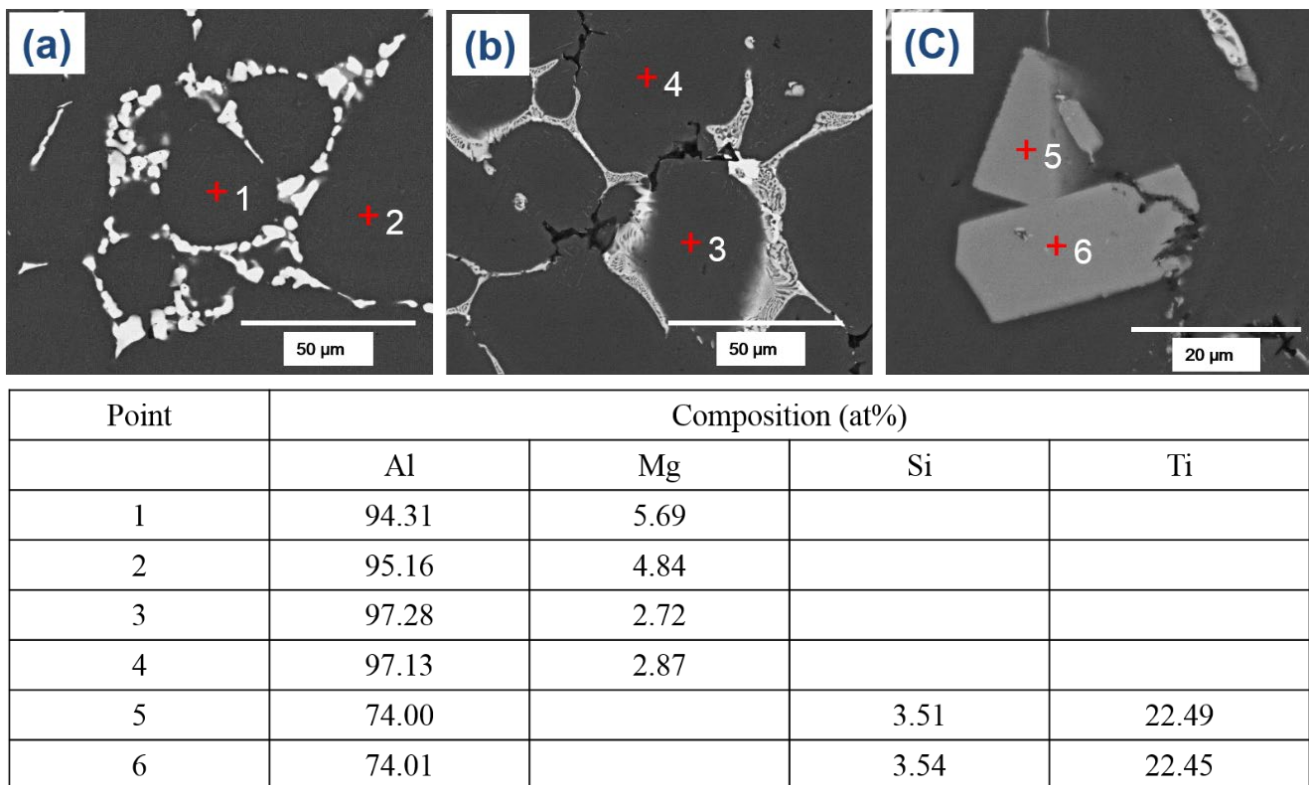 (a) (b) (C)
1 2 4 3 5 6
50 µm 50 µm 20 µm
Point Composition (at%)
Al Mg Si Ti
1 94.31 5.69
2 95.16 4.84
3 97.28 2.72
4 97.13 2.87
5 74.00 3.51 22.49
6 74.01 3.54 22.45